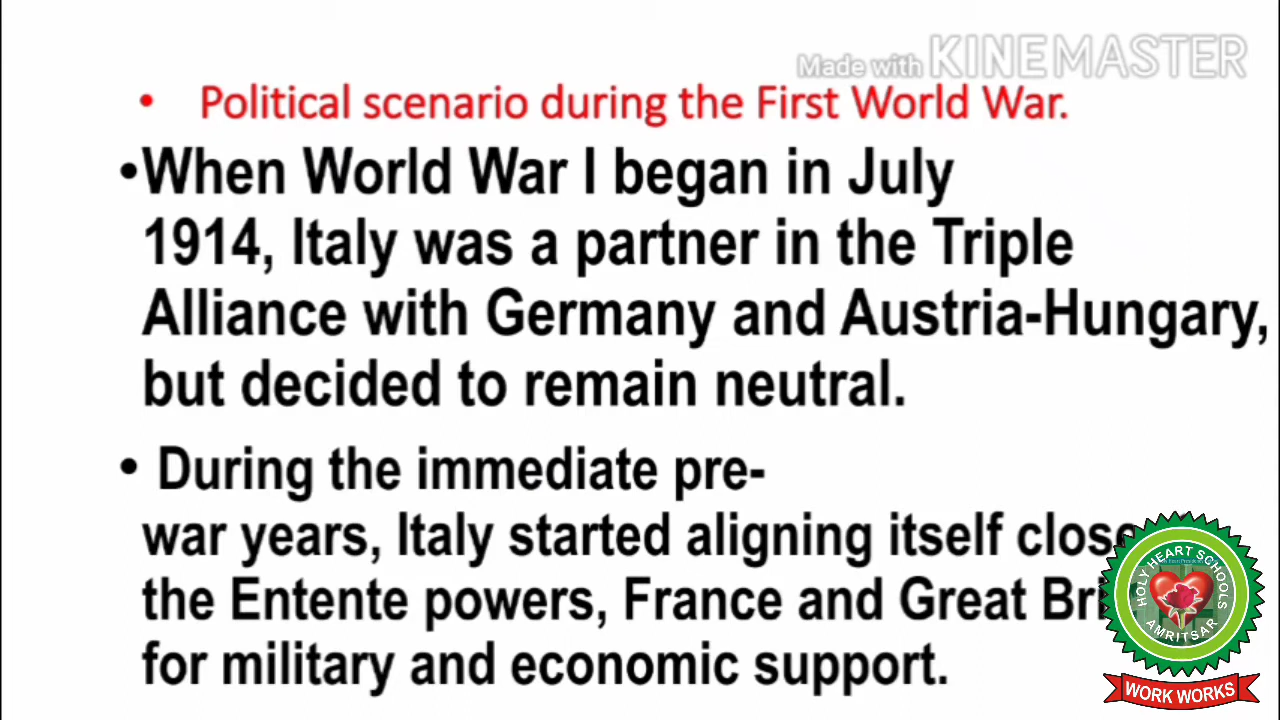 Made with KINEMASTER
• Political scenario during the First World War.
•When World War I began in July
1914, Italy was a partner in the Triple
Alliance with Germany and Austria-Hungary,
but decided to remain neutral.
• During the immediate pre-
war years, Italy started aligning itself
the Entente powers, France and Great
for military and economic support.
HOLY HEART SCHOOLS
AMRITSAR
WORK WORKS